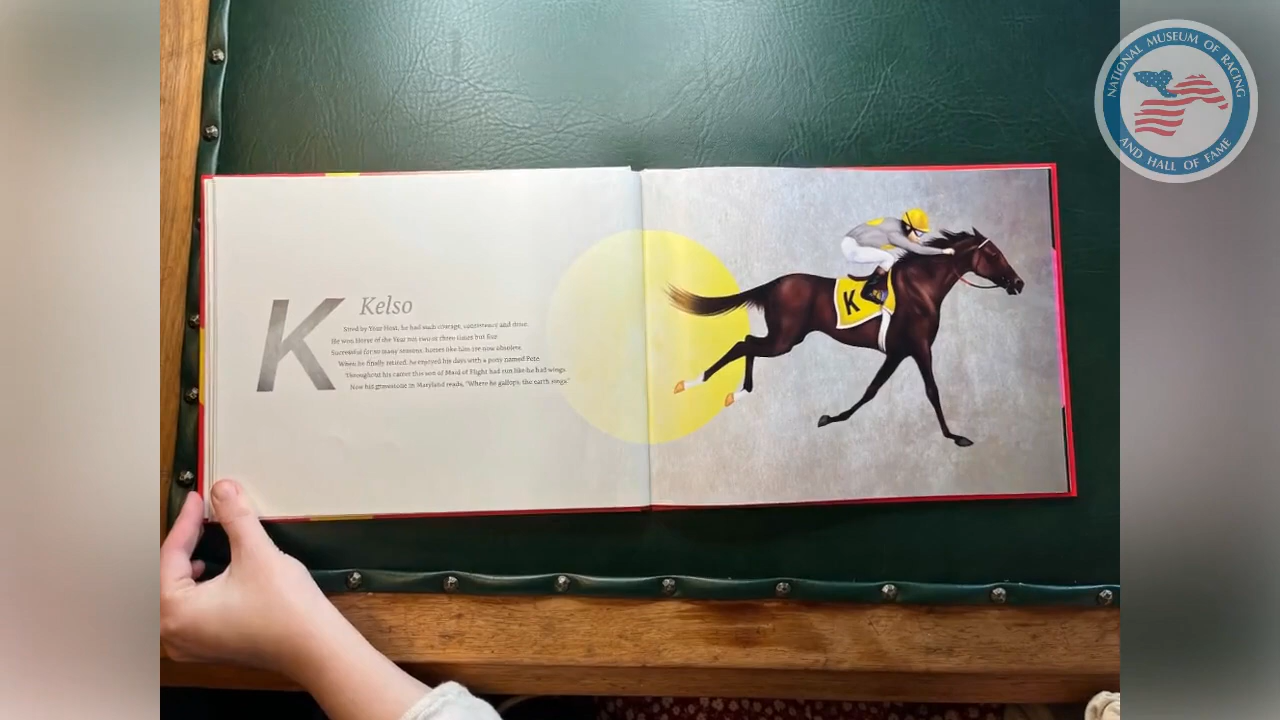 K
Kelso
Sired by Your Host, he had such courage, consistency and drive.
He won Horse of the Year not two or three times but five
Successful for so many seasons, horses like him are now obsolete
When he finally retired, he enjoyed his days with a pony named Pete.
Throughout his career this son of Maid of Flight had run like he had wings.
Now his gravestone in Maryland reads, "Where he gallops, the earth sings."
K
NATIONAL MUSEUM OF RACING
AND HALL OF FAME